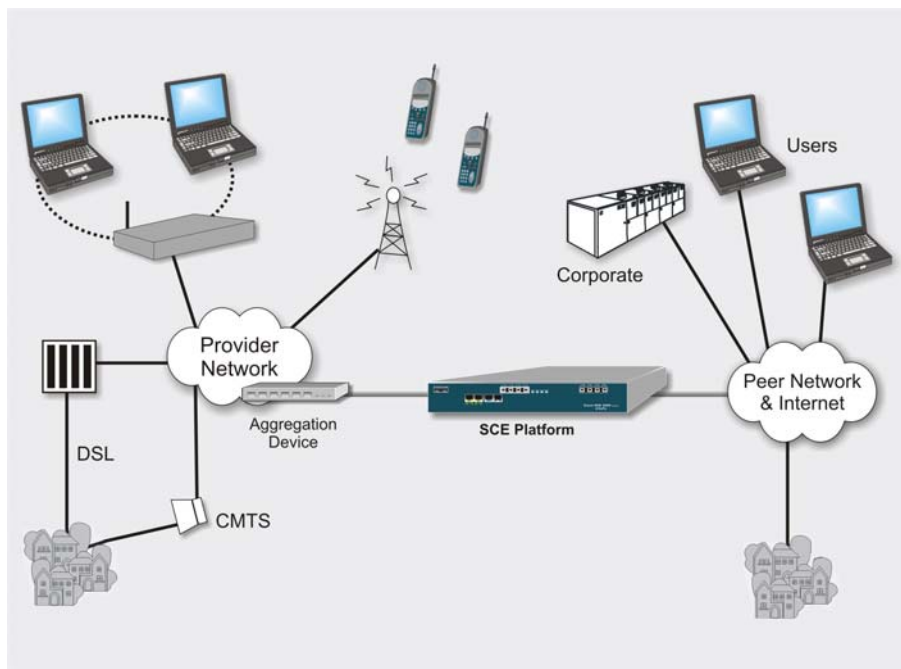 Users
Corporate
Provider
Network
Peer Network
& Internet
Aggregation
Device
SCE Platform
DSL
CMTS